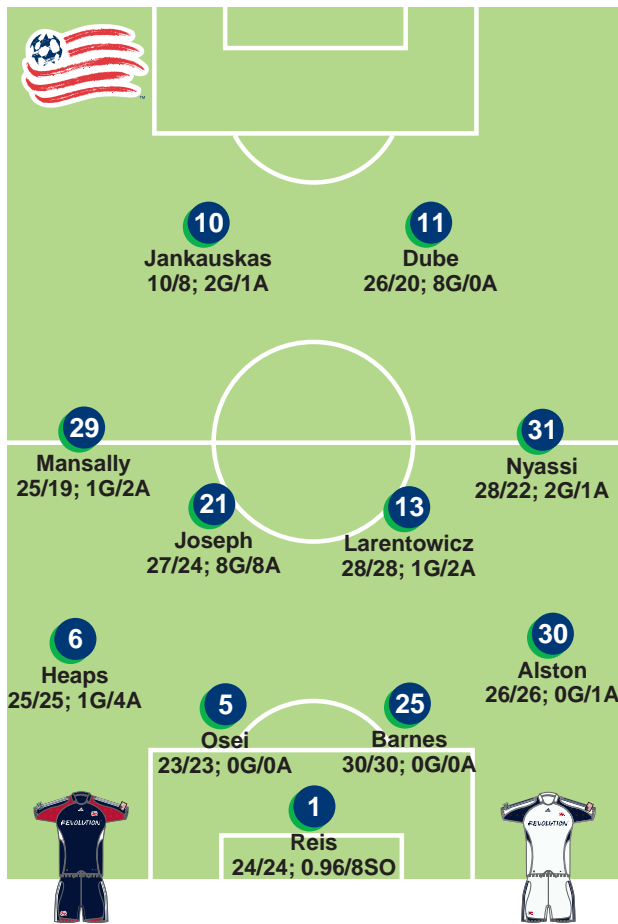 10
Jankauskas
10/8; 2G/1A
11
Dube
26/20; 8G/0A
29
Mansally
25/19; 1G/2A
31
Nyassi
28/22; 2G/1A
21
Joseph
27/24; 8G/8A
13
Larentowicz
28/28; 1G/2A
6
Heaps
25/25; 1G/4A
30
Alston
26/26; 0G/1A
5
Osei
23/23; 0G/0A
25
Barnes
30/30; 0G/0A
1
Reis
24/24; 0.96/8SO
REVOLUTION
REVOLUTION